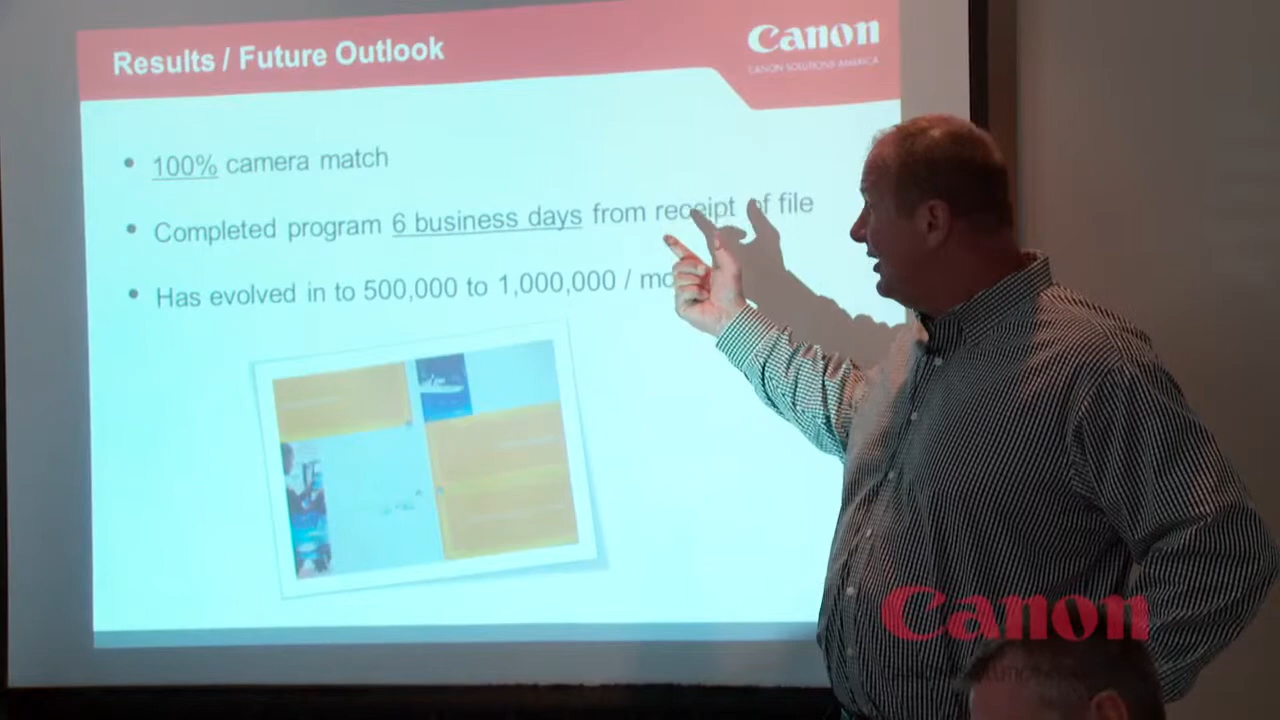 Results / Future Outlook
Canon
CANON SOLUTIONS AMERICA
• 100% camera match
• Completed program 6 business days from receipt of file
• Has evolved in to 500,000 to 1,000,000 / mo
Canon